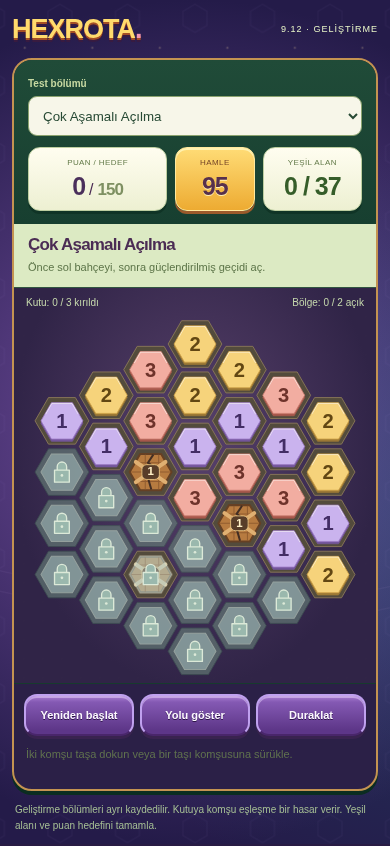 HEXROTA.
9.12 · GELİŞTİRME
Test bölümü
Çok Aşamalı Açılma
PUAN / HEDEF
0 / 150
HAMLE
95
YEŞİL ALAN
0 / 37
Çok Aşamalı Açılma
Önce sol bahçeyi, sonra güçlendirilmiş geçidi aç.
Kutu: 0 / 3 kırıldı
Bölge: 0 / 2 açık
2
3 2
2 2 3
1 3 1 2
1 1 1
1 3 2
3 3
1 1
1
2
Yeniden başlat
Yolu göster
Duraklat
İki komşu taşa dokun veya bir taşı komşusuna sürükle.
Geliştirme bölümleri ayrı kaydedilir. Kutuya komşu eşleşme bir hasar verir. Yeşil
alanı ve puan hedefini tamamla.